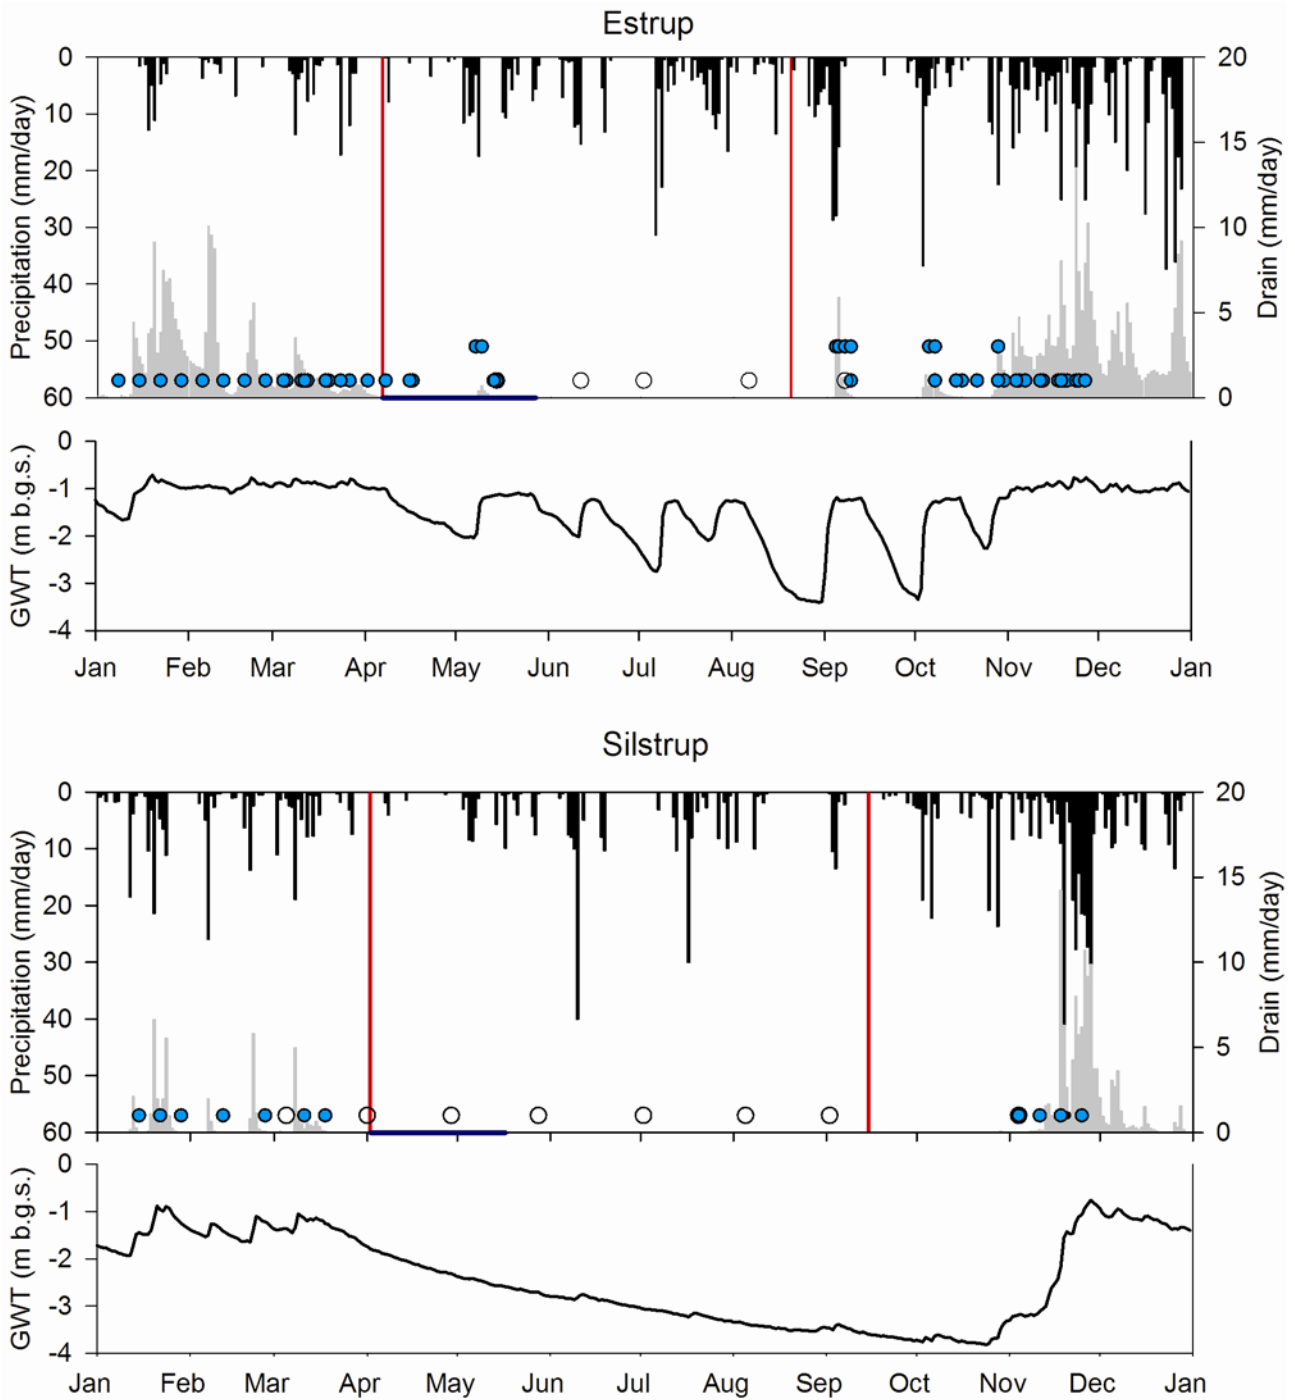 Estrup
0 20
10
15
20
30 10
40
5
50
60 0
Precipitation (mm/day)
Drain (mm/day)
0
-1
-2
-3
-4
GWT (m b.g.s.)
Jan Feb Mar Apr May Jun Jul Aug Sep Oct Nov Dec Jan
Silstrup
0 20
10
15
20
30 10
40
5
50
60 0
Precipitation (mm/day)
Drain (mm/day)
0
-1
-2
-3
-4
GWT (m b.g.s.)
Jan Feb Mar Apr May Jun Jul Aug Sep Oct Nov Dec Jan